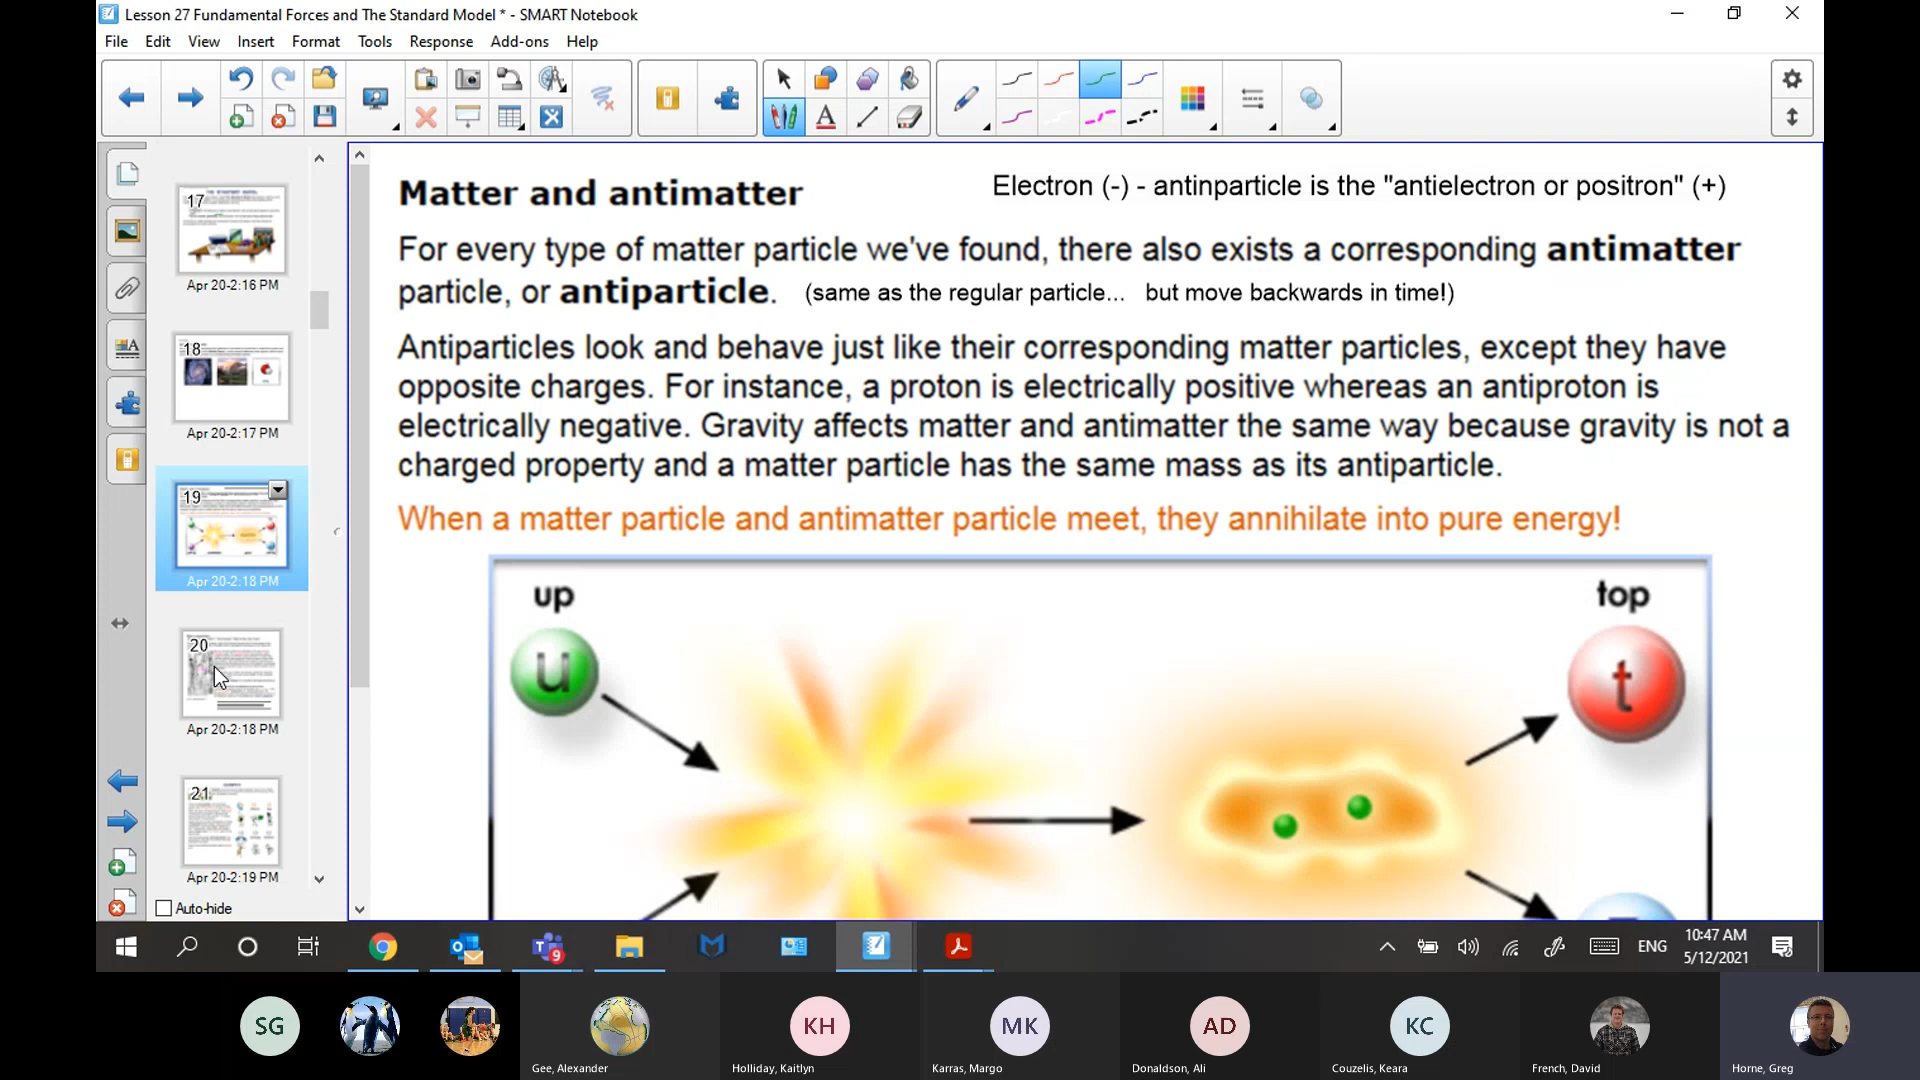 Lesson 27 Fundamental Forces and The Standard Model * - SMART Notebook
File Edit View Insert Format Tools Response Add-ons Help
17
Apr 20-2:16 PM
18
Apr 20-2:17 PM
19
Apr 20-2:18 PM
20
Apr 20-2:18 PM
21
Apr 20-2:19 PM
Auto-hide
Matter and antimatter
Electron (-) - antinparticle is the "antielectron or positron" (+)
For every type of matter particle we've found, there also exists a corresponding antimatter
particle, or antiparticle. (same as the regular particle... but move backwards in time!)
Antiparticles look and behave just like their corresponding matter particles, except they have
opposite charges. For instance, a proton is electrically positive whereas an antiproton is
electrically negative. Gravity affects matter and antimatter the same way because gravity is not a
charged property and a matter particle has the same mass as its antiparticle.
When a matter particle and antimatter particle meet, they annihilate into pure energy!
up
top
u
t
9
ENG
10:47 AM
5/12/2021
SG
KH
MK
AD
KC
Gee, Alexander
Holliday, Kaitlyn
Karras, Margo
Donaldson, Ali
Couzelis, Keara
French, David
Horne, Greg